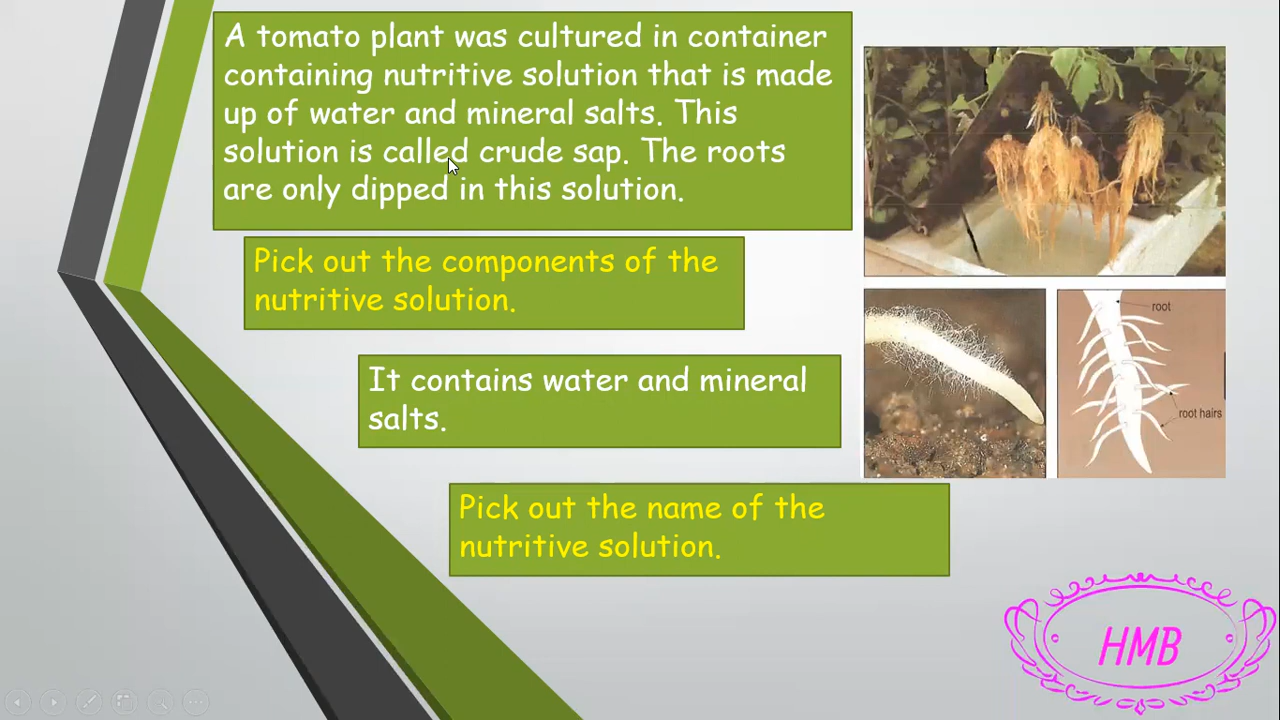 A tomato plant was cultured in container
containing nutritive solution that is made
up of water and mineral salts. This
solution is called crude sap. The roots
are only dipped in this solution.
Pick out the components of the
nutritive solution.
It contains water and mineral
salts.
Pick out the name of the
nutritive solution.
root
root hairs
HMB